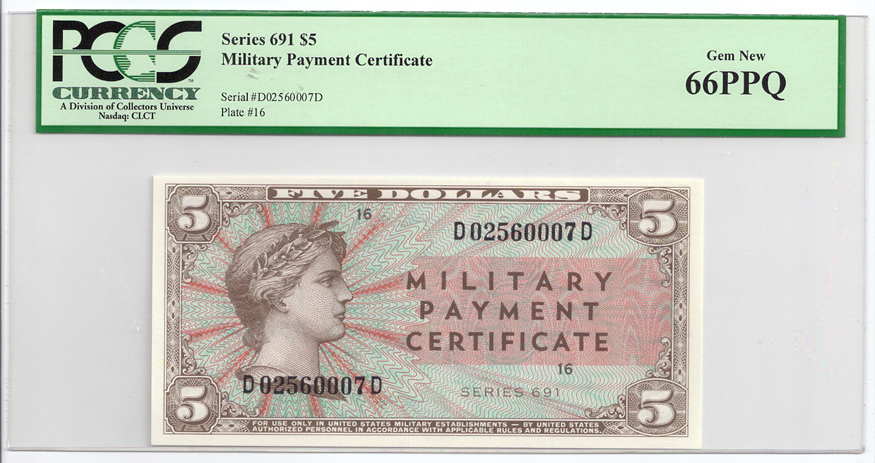 PCGS
CURRENCY
A Division of Collectors Universe
Nasdaq: CLCT
Series 691 $5
Military Payment Certificate
Serial #D02560007D
Plate #16
Gem New
66PPQ
5 FIVE DOLLARS 5
16
D02560007D
MILITARY
PAYMENT
CERTIFICATE
16
D02560007D
SERIES 691
5 5
FOR USE ONLY IN UNITED STATES MILITARY ESTABLISHMENTS — BY UNITED STATES
AUTHORIZED PERSONNEL IN ACCORDANCE WITH APPLICABLE RULES AND REGULATIONS.